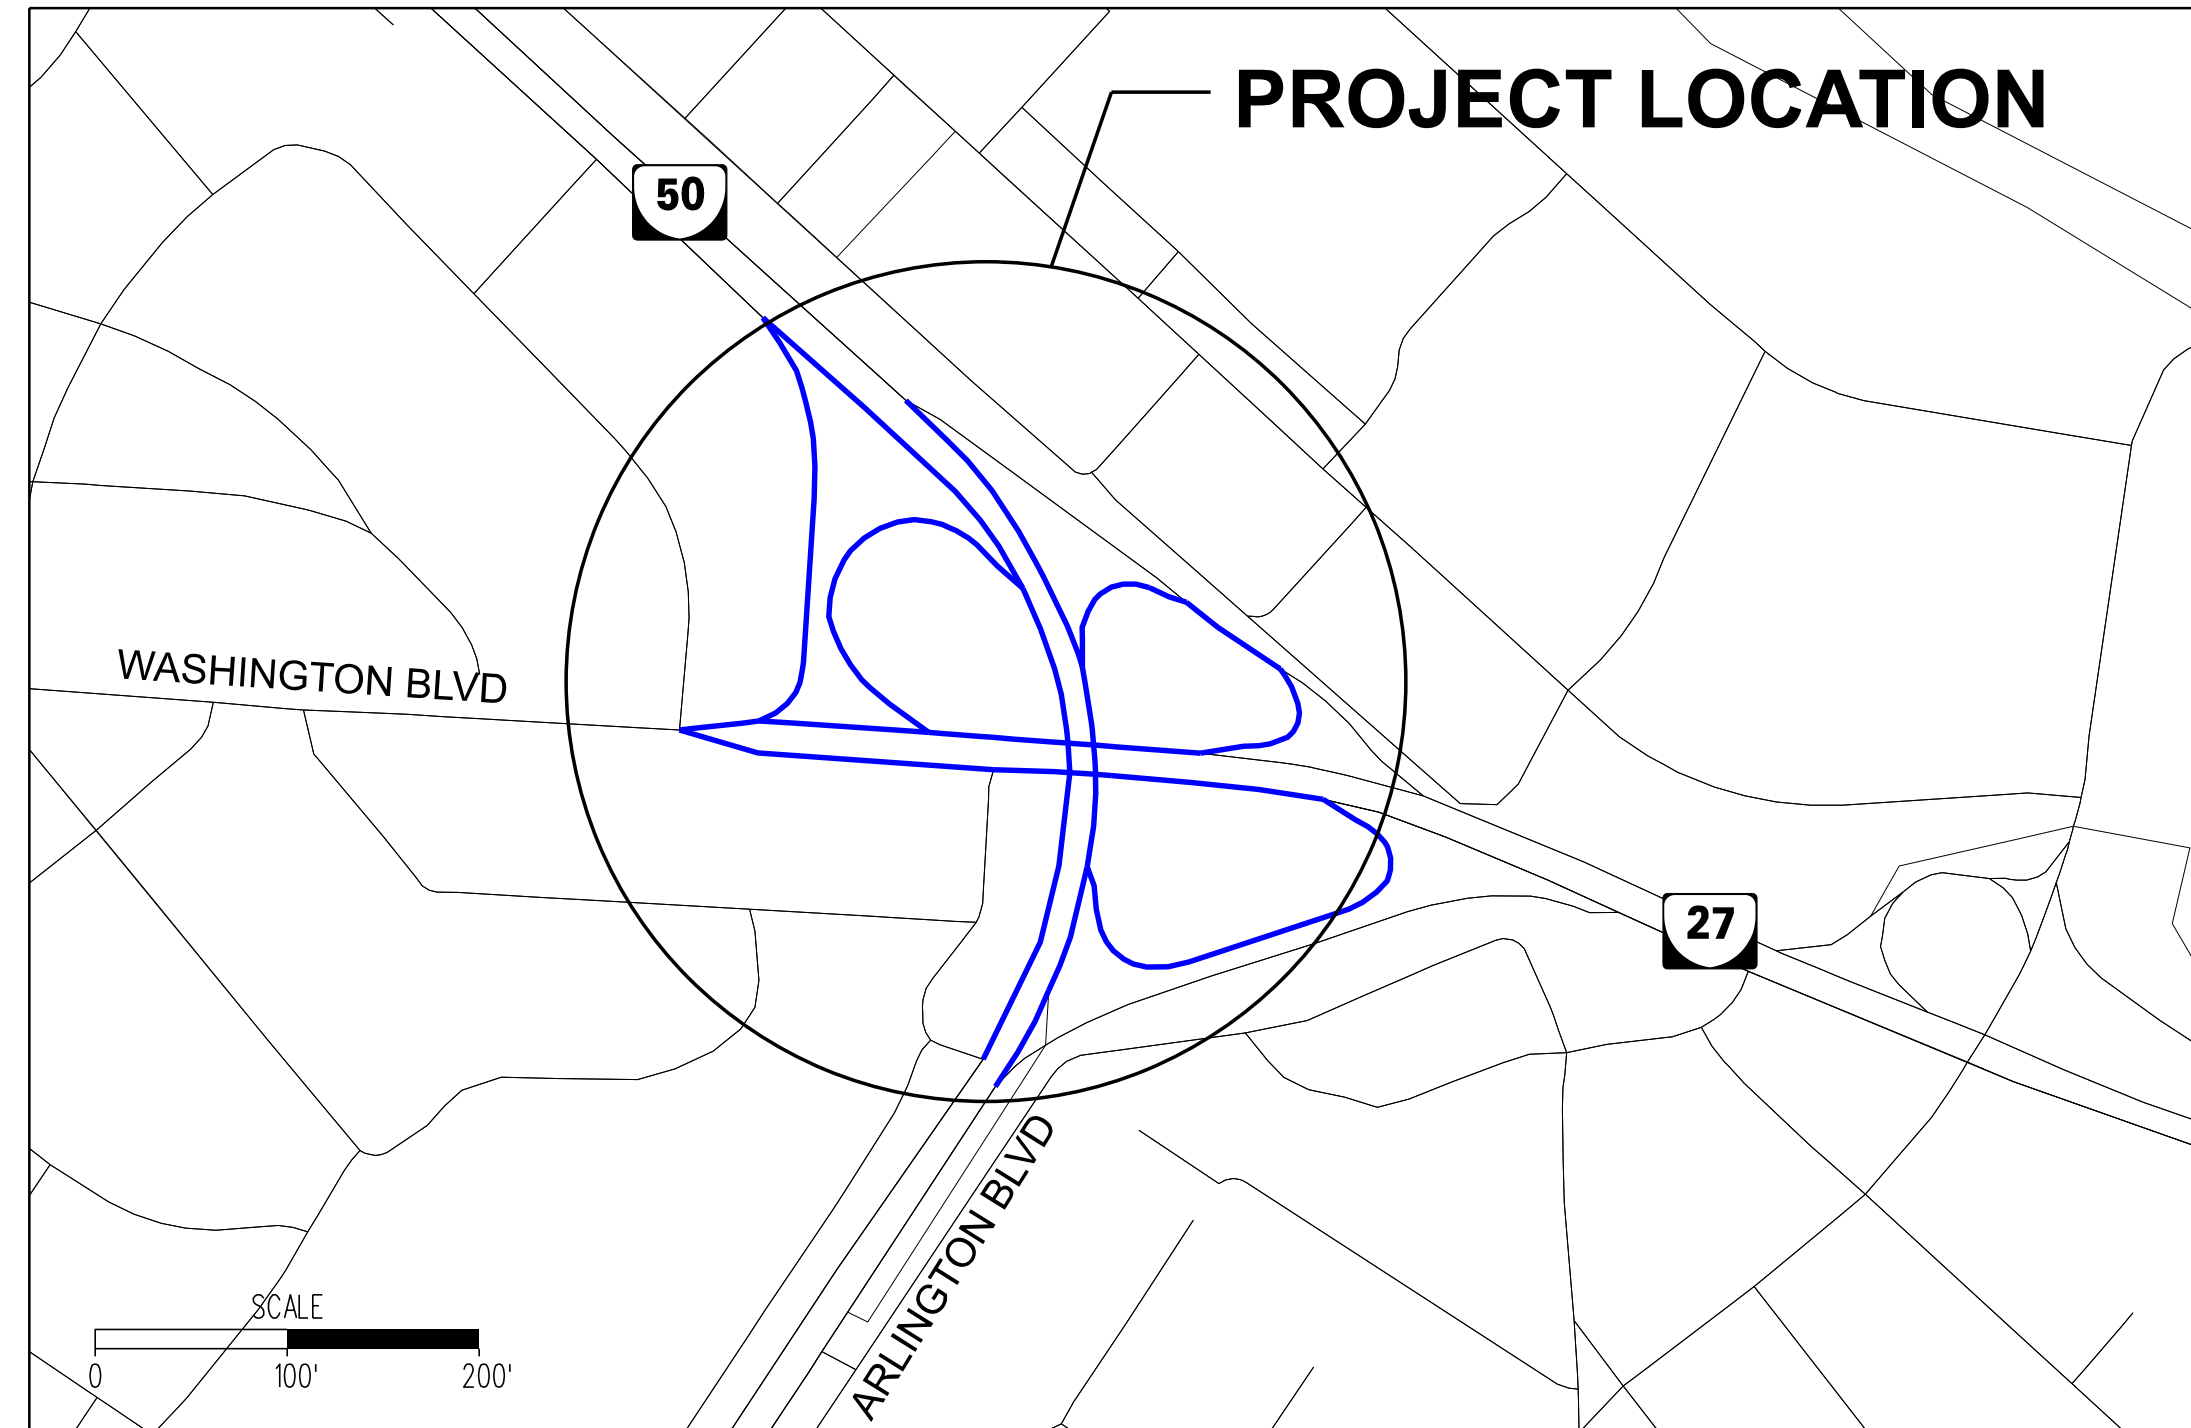 PROJECT LOCATION
50
WASHINGTON BLVD
27
ARLINGTON BLVD
SCALE
0 100' 200'